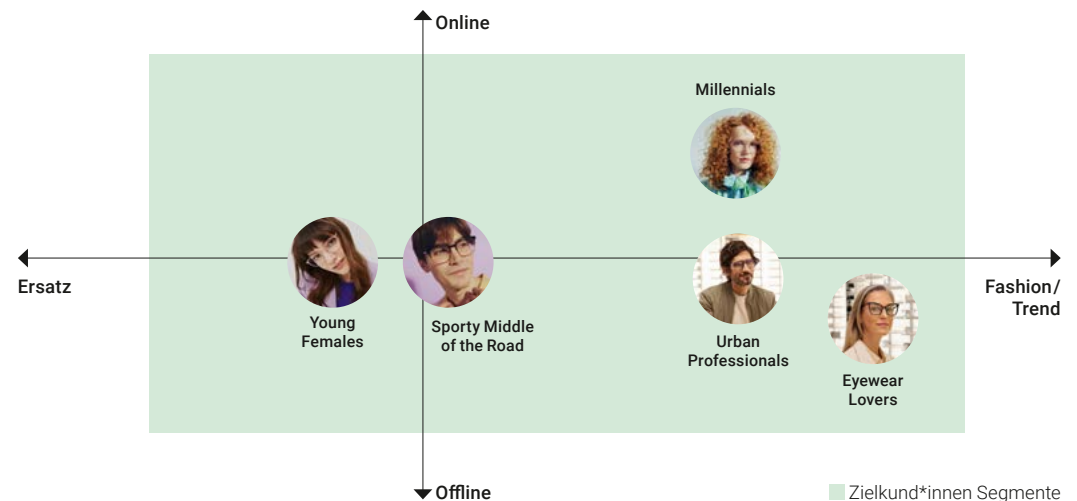 Online
Millennials
Ersatz
Fashion/
Trend
Young
Females
Sporty Middle
of the Road
Urban
Professionals
Eyewear
Lovers
Offline
Zielkund*innen Segmente